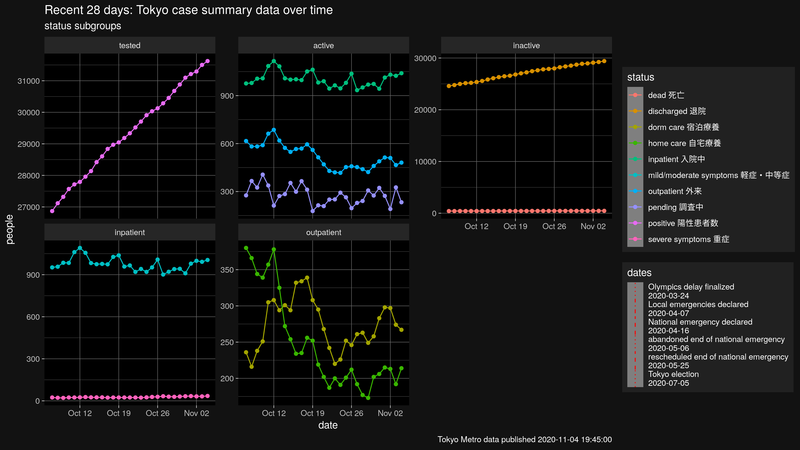 Recent 28 days: Tokyo case summary data over time
status subgroups
tested
active
inactive
31000
30000
29000
28000
27000
900
600
300
30000
20000
10000
0
Oct 12
Oct 19
Oct 26
Nov 02
inpatient
outpatient
900
600
300
0
350
300
250
200
Oct 12
Oct 19
Oct 26
Nov 02
Oct 12
Oct 19
Oct 26
Nov 02
people
date
status
dead 死亡
discharged 退院
dorm care 宿泊療養
home care 自宅療養
inpatient 入院中
mild/moderate symptoms 軽症・中等症
outpatient 外来
pending 調査中
positive 陽性患者数
severe symptoms 重症
dates
Olympics delay finalized
2020-03-24
Local emergencies declared
2020-04-07
National emergency declared
2020-04-16
abandoned end of national emergency
2020-05-06
rescheduled end of national emergency
2020-05-25
Tokyo election
2020-07-05
Tokyo Metro data published 2020-11-04 19:45:00